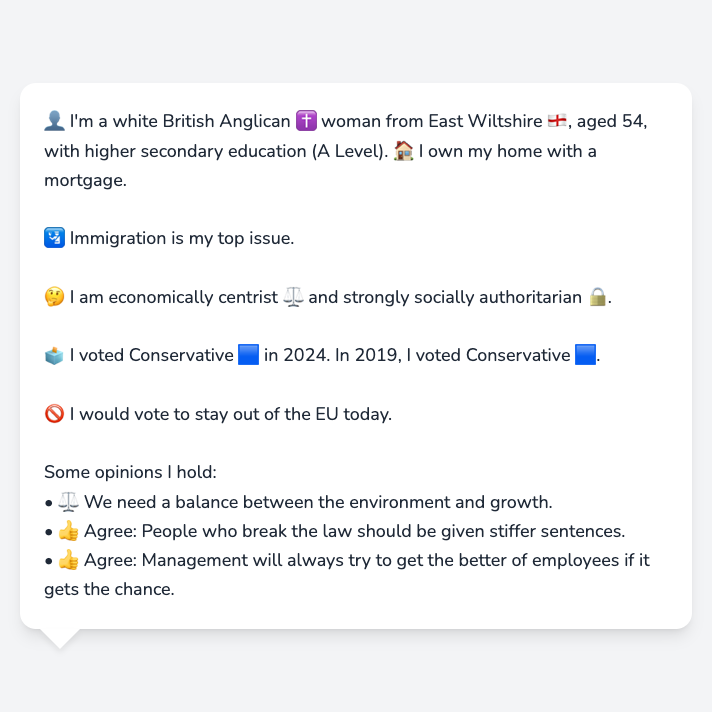 👤 I'm a white British Anglican ✝️ woman from East Wiltshire 🏴󠁧󠁢󠁥󠁮󠁧󠁿, aged 54,
with higher secondary education (A Level). 🏠 I own my home with a
mortgage.
🛂 Immigration is my top issue.
🤔 I am economically centrist ⚖️ and strongly socially authoritarian 🔒.
🗳️ I voted Conservative 🟦 in 2024. In 2019, I voted Conservative 🟦.
🚫 I would vote to stay out of the EU today.
Some opinions I hold:
• ⚖️ We need a balance between the environment and growth.
• 👍 Agree: People who break the law should be given stiffer sentences.
• 👍 Agree: Management will always try to get the better of employees if it
gets the chance.